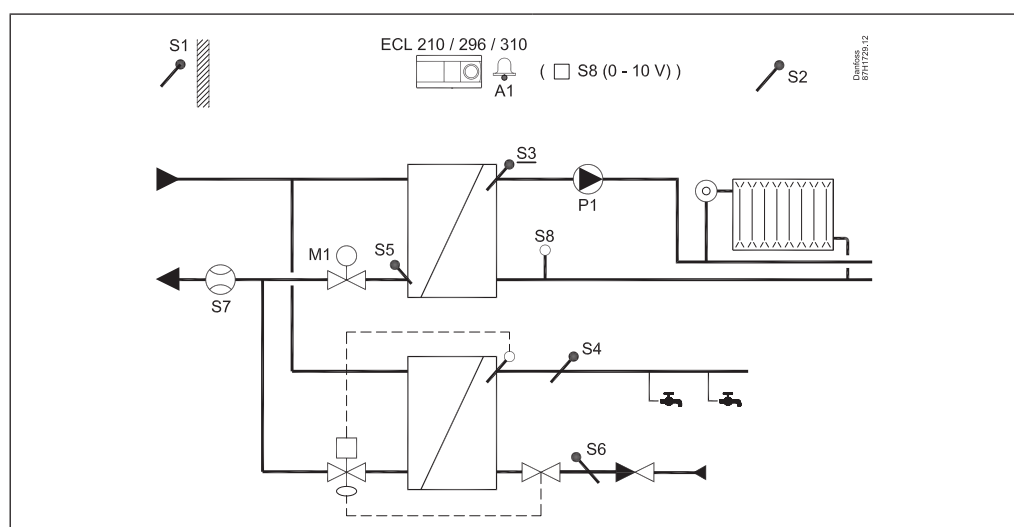 S1
ECL 210 / 296 / 310
A1
( □ S8 (0 - 10 V) )
S2
Danfoss
87H1729.12
S3
P1
M1
S5
S8
S7
S4
S6